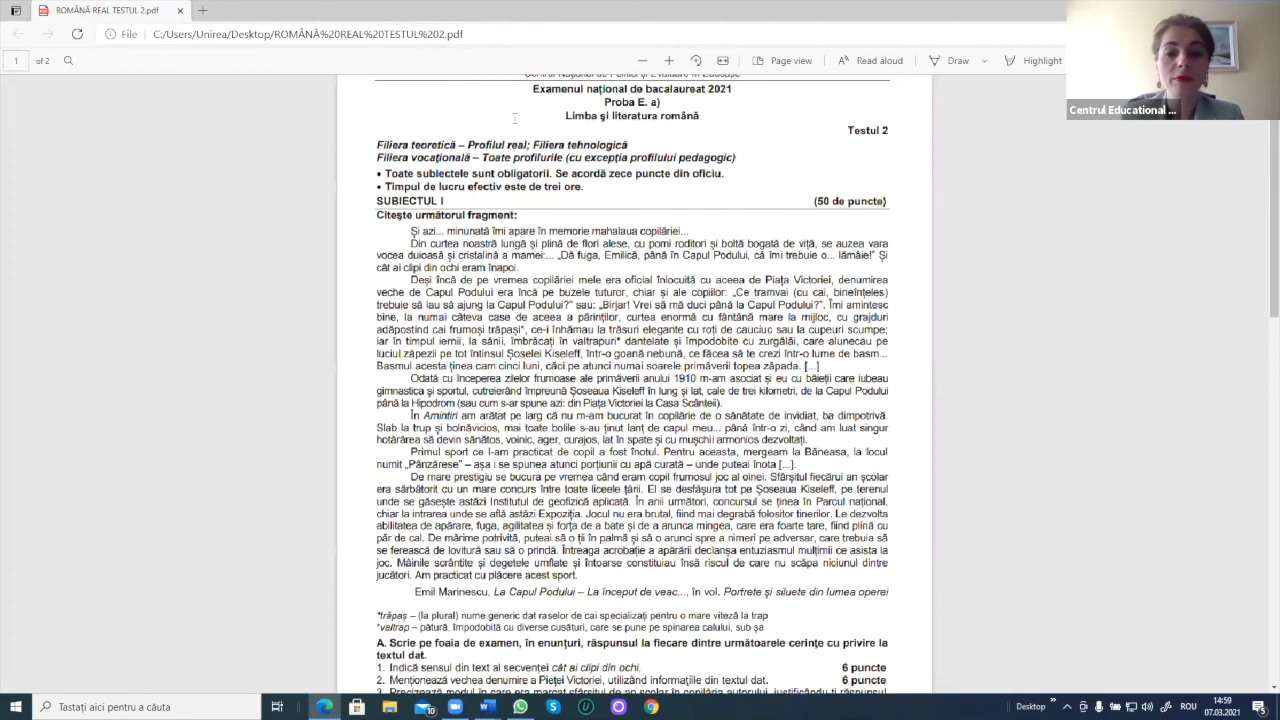 ROMÂNĂ REAL TESTUL 2.pdf
File C:/Users/Unirea/Desktop/ROMÂNĂ%20REAL%20TESTUL%202.pdf
1 of 2 Page view Read aloud Draw Highlight
Centrul Educational ...
Centrul Național de Politici și Evaluare în Educație
Examenul național de bacalaureat 2021
Proba E. a)
Limba și literatura română
Testul 2
Filiera teoretică – Profilul real; Filiera tehnologică
Filiera vocațională – Toate profilurile (cu excepția profilului pedagogic)
• Toate subiectele sunt obligatorii. Se acordă zece puncte din oficiu.
• Timpul de lucru efectiv este de trei ore.
SUBIECTUL I (50 de puncte)
Citește următorul fragment:
Și azi... minunată îmi apare în memorie mahalaua copilăriei...
Din curtea noastră lungă și plină de flori alese, cu pomi roditori și boltă bogată de viță, se auzea vara
vocea duioasă și cristalină a mamei:... „Dă fuga, Emilică, până în Capul Podului, că îmi trebuie o... lămâie!” Și
cât ai clipi din ochi eram înapoi.
Deși încă de pe vremea copilăriei mele era oficial înlocuită cu aceea de Piața Victoriei, denumirea
veche de Capul Podului era încă pe buzele tuturor, chiar și ale copiilor: „Ce tramvai (cu cai, bineînțeles)
trebuie să iau să ajung la Capul Podului?” sau: „Birjar! Vrei să mă duci până la Capul Podului?”. Îmi amintesc
bine, la numai câteva case de aceea a părinților, curtea enormă cu fântână mare la mijloc, cu grajduri
adăpostind cai frumoși trăpași*, ce-i înhămau la trăsuri elegante cu roți de cauciuc sau la cupeuri scumpe;
iar în timpul iernii, la sănii, îmbrăcați în valtrapuri* dantelate și împodobite cu zurgălăi, care alunecau pe
luciul zăpezii pe tot întinsul Șoselei Kiseleff, într-o goană nebună, ce făcea să te crezi într-o lume de basm...
Basmul acesta ținea cam cinci luni, căci pe atunci numai soarele primăverii topea zăpada. [...]
Odată cu începerea zilelor frumoase ale primăverii anului 1910 m-am asociat și eu cu băieții care iubeau
gimnastica și sportul, cutreierând împreună Șoseaua Kiseleff în lung și lat, cale de trei kilometri, de la Capul Podului
până la Hipodrom (sau cum s-ar spune azi: din Piața Victoriei la Casa Scânteii).
În Amintiri am arătat pe larg că nu m-am bucurat în copilărie de o sănătate de invidiat, ba dimpotrivă.
Slab la trup și bolnăvicios, mai toate bolile s-au ținut lanț de capul meu... până într-o zi, când am luat singur
hotărârea să devin sănătos, voinic, ager, curajos, lat în spate și cu mușchii armonios dezvoltați.
Primul sport ce l-am practicat de copil a fost înotul. Pentru aceasta, mergeam la Băneasa, la locul
numit „Pânzărese” – așa i se spunea atunci porțiunii cu apă curată – unde puteai înota [...].
De mare prestigiu se bucura pe vremea când eram copil frumosul joc al oinei. Sfârșitul fiecărui an școlar
era sărbătorit cu un mare concurs între toate liceele țării. El se desfășura tot pe Șoseaua Kiseleff, pe terenul
unde se găsește astăzi Institutul de geofizică aplicată. În anii următori, concursul se ținea în Parcul național,
chiar la intrarea unde se află astăzi Expoziția. Jocul nu era brutal, fiind mai degrabă folositor tinerilor. Le dezvolta
abilitatea de apărare, fuga, agilitatea și forța de a bate și de a arunca mingea, care era foarte tare, fiind plină cu
păr de cal. De mărime potrivită, puteai să o ții în palmă și să o arunci spre a nimeri pe adversar, care trebuia să
se ferească de lovitură sau să o prindă. Întreaga acrobație a apărării declanșa entuziasmul mulțimii ce asista la
joc. Mâinile scrântite și degetele umflate și întoarse constituiau însă riscul de care nu scăpa niciunul dintre
jucători. Am practicat cu plăcere acest sport.
Emil Marinescu, La Capul Podului – La început de veac..., în vol. Portrete și siluete din lumea operei
*trăpaș – (la plural) nume generic dat raselor de cai specializați pentru o mare viteză la trap
*valtrap – pătură, împodobită cu diverse cusături, care se pune pe spinarea calului, sub șa
A. Scrie pe foaia de examen, în enunțuri, răspunsul la fiecare dintre următoarele cerințe cu privire la
textul dat.
1. Indică sensul din text al secvenței cât ai clipi din ochi. 6 puncte
2. Menționează vechea denumire a Pieței Victoriei, utilizând informațiile din textul dat. 6 puncte
3. Precizează modul în care era marcat sfârșitul de an școlar în copilăria autorului, justificându-ți răspunsul
Tastați aici pentru a căuta
10
Desktop ROU 14:59
07.03.2021 5